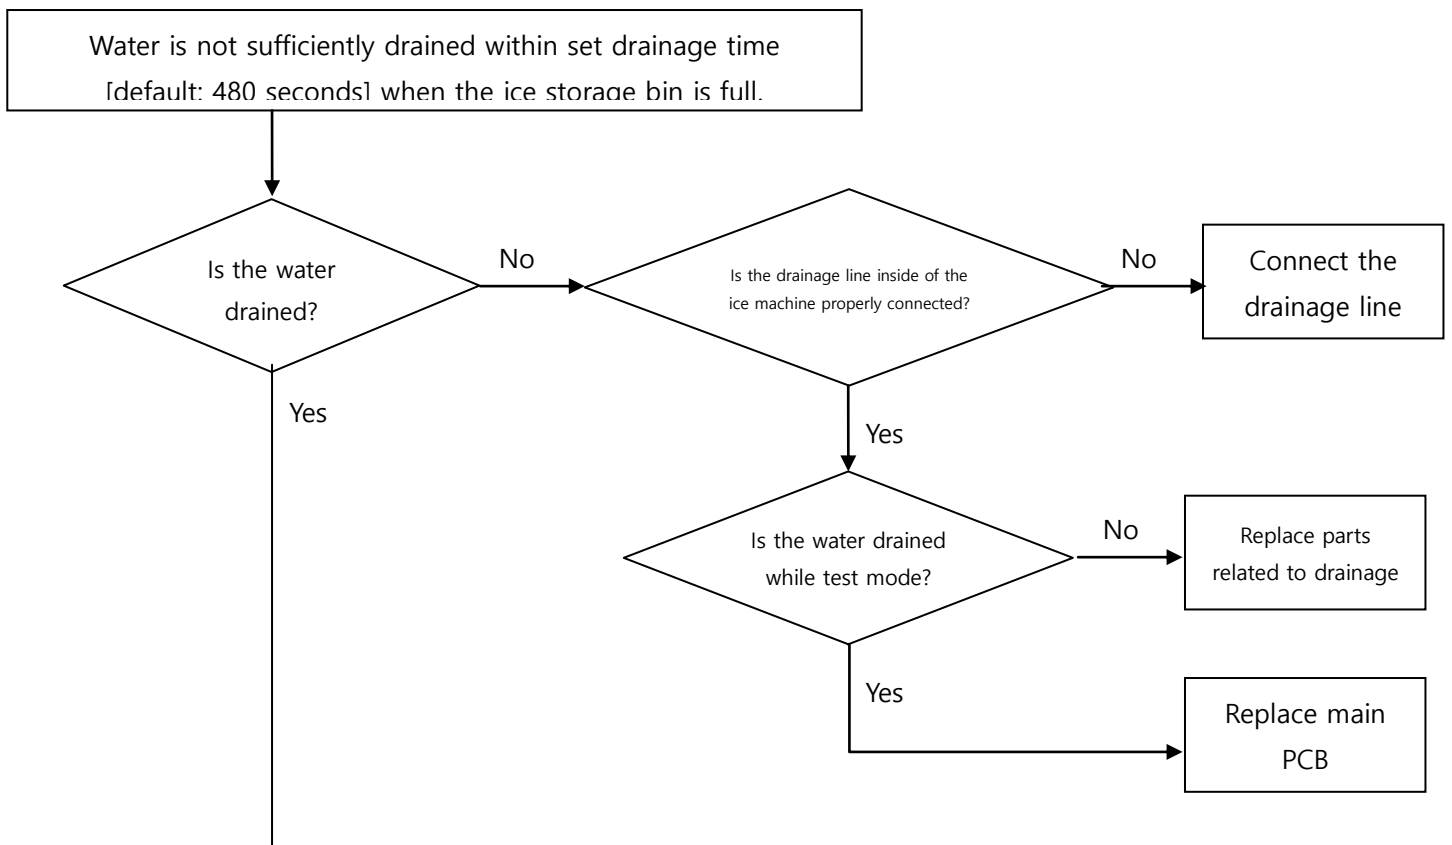 Water is not sufficiently drained within set drainage time
[default: 480 seconds] when the ice storage bin is full.
Is the water
drained?
No
Is the drainage line inside of the
ice machine properly connected?
No
Connect the
drainage line
Yes
Yes
Is the water drained
while test mode?
No
Replace parts
related to drainage
Yes
Replace main
PCB